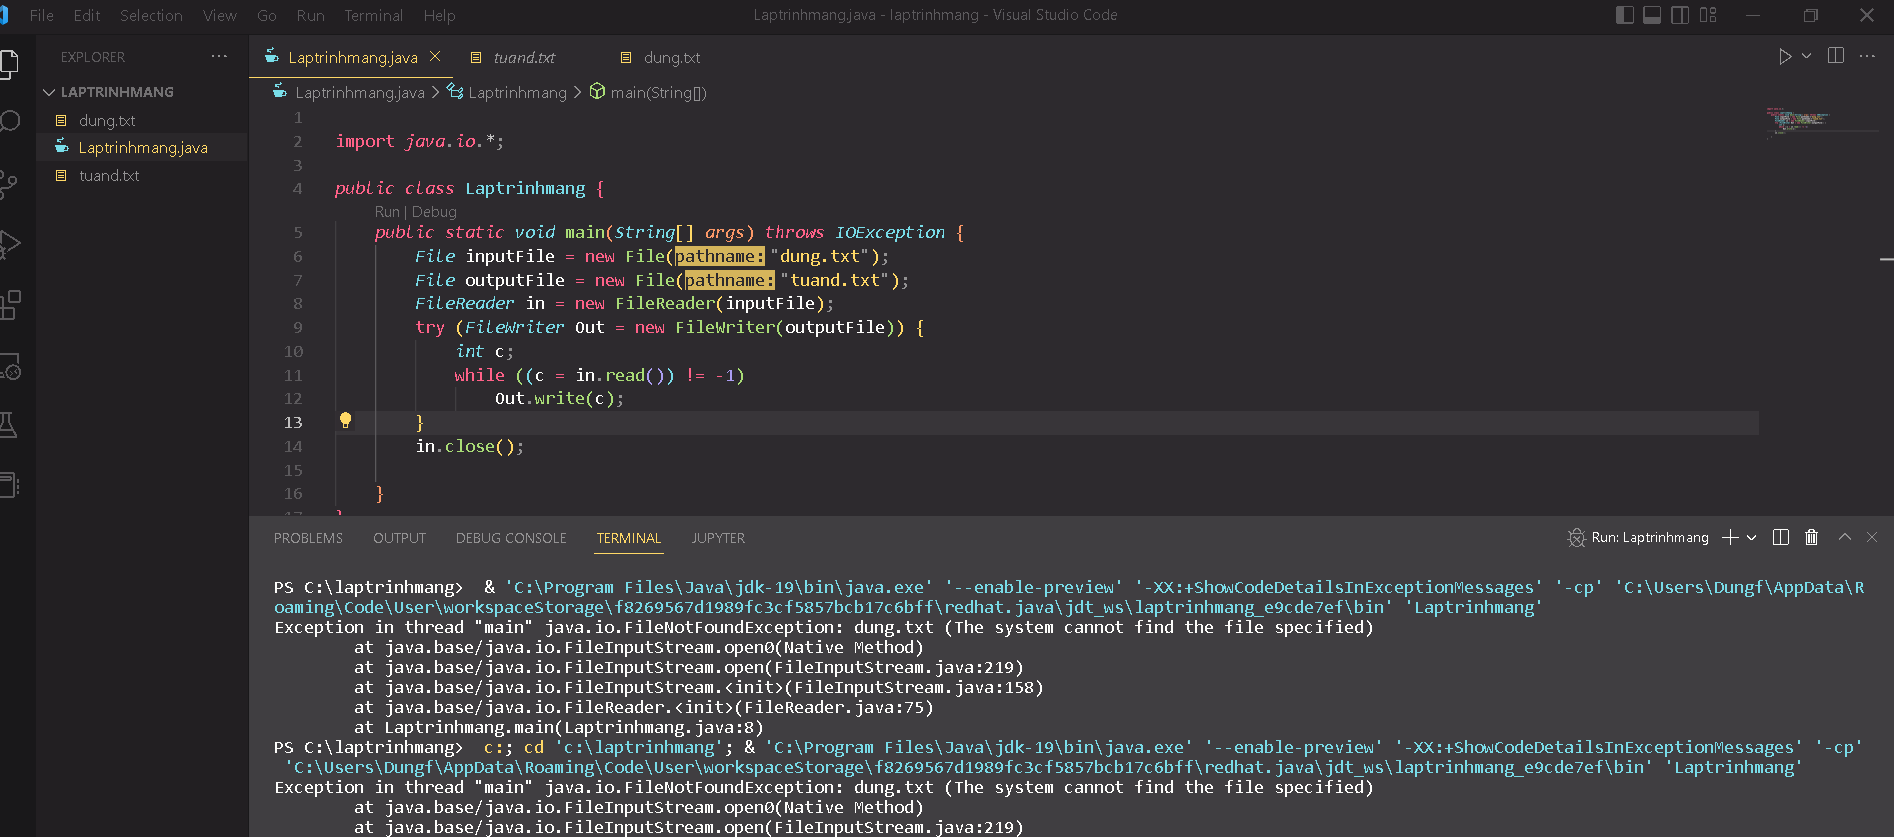 File Edit Selection View Go Run Terminal Help
Laptrinhmang.java - laptrinhmang - Visual Studio Code
EXPLORER
LAPTRINHMANG
dung.txt
Laptrinhmang.java
tuand.txt
Laptrinhmang.java tuand.txt dung.txt
Laptrinhmang.java > Laptrinhmang > main(String[])
1
2 import java.io.*;
3
4 public class Laptrinhmang {
Run | Debug
5 public static void main(String[] args) throws IOException {
6 File inputFile = new File(pathname: "dung.txt");
7 File outputFile = new File(pathname: "tuand.txt");
8 FileReader in = new FileReader(inputFile);
9 try (FileWriter Out = new FileWriter(outputFile)) {
10 int c;
11 while ((c = in.read()) != -1)
12 Out.write(c);
13 }
14 in.close();
15
16 }
17 }
PROBLEMS OUTPUT DEBUG CONSOLE TERMINAL JUPYTER
Run: Laptrinhmang
PS C:\laptrinhmang> & 'C:\Program Files\Java\jdk-19\bin\java.exe' '--enable-preview' '-XX:+ShowCodeDetailsInExceptionMessages' '-cp' 'C:\Users\Dungf\AppData\R
oaming\Code\User\workspaceStorage\f8269567d1989fc3cf5857bcb17c6bff\redhat.java\jdt_ws\laptrinhmang_e9cde7ef\bin' 'Laptrinhmang'
Exception in thread "main" java.io.FileNotFoundException: dung.txt (The system cannot find the file specified)
at java.base/java.io.FileInputStream.open0(Native Method)
at java.base/java.io.FileInputStream.open(FileInputStream.java:219)
at java.base/java.io.FileInputStream.<init>(FileInputStream.java:158)
at java.base/java.io.FileReader.<init>(FileReader.java:75)
at Laptrinhmang.main(Laptrinhmang.java:8)
PS C:\laptrinhmang> c:; cd 'c:\laptrinhmang'; & 'C:\Program Files\Java\jdk-19\bin\java.exe' '--enable-preview' '-XX:+ShowCodeDetailsInExceptionMessages' '-cp'
'C:\Users\Dungf\AppData\Roaming\Code\User\workspaceStorage\f8269567d1989fc3cf5857bcb17c6bff\redhat.java\jdt_ws\laptrinhmang_e9cde7ef\bin' 'Laptrinhmang'
Exception in thread "main" java.io.FileNotFoundException: dung.txt (The system cannot find the file specified)
at java.base/java.io.FileInputStream.open0(Native Method)
at java.base/java.io.FileInputStream.open(FileInputStream.java:219)